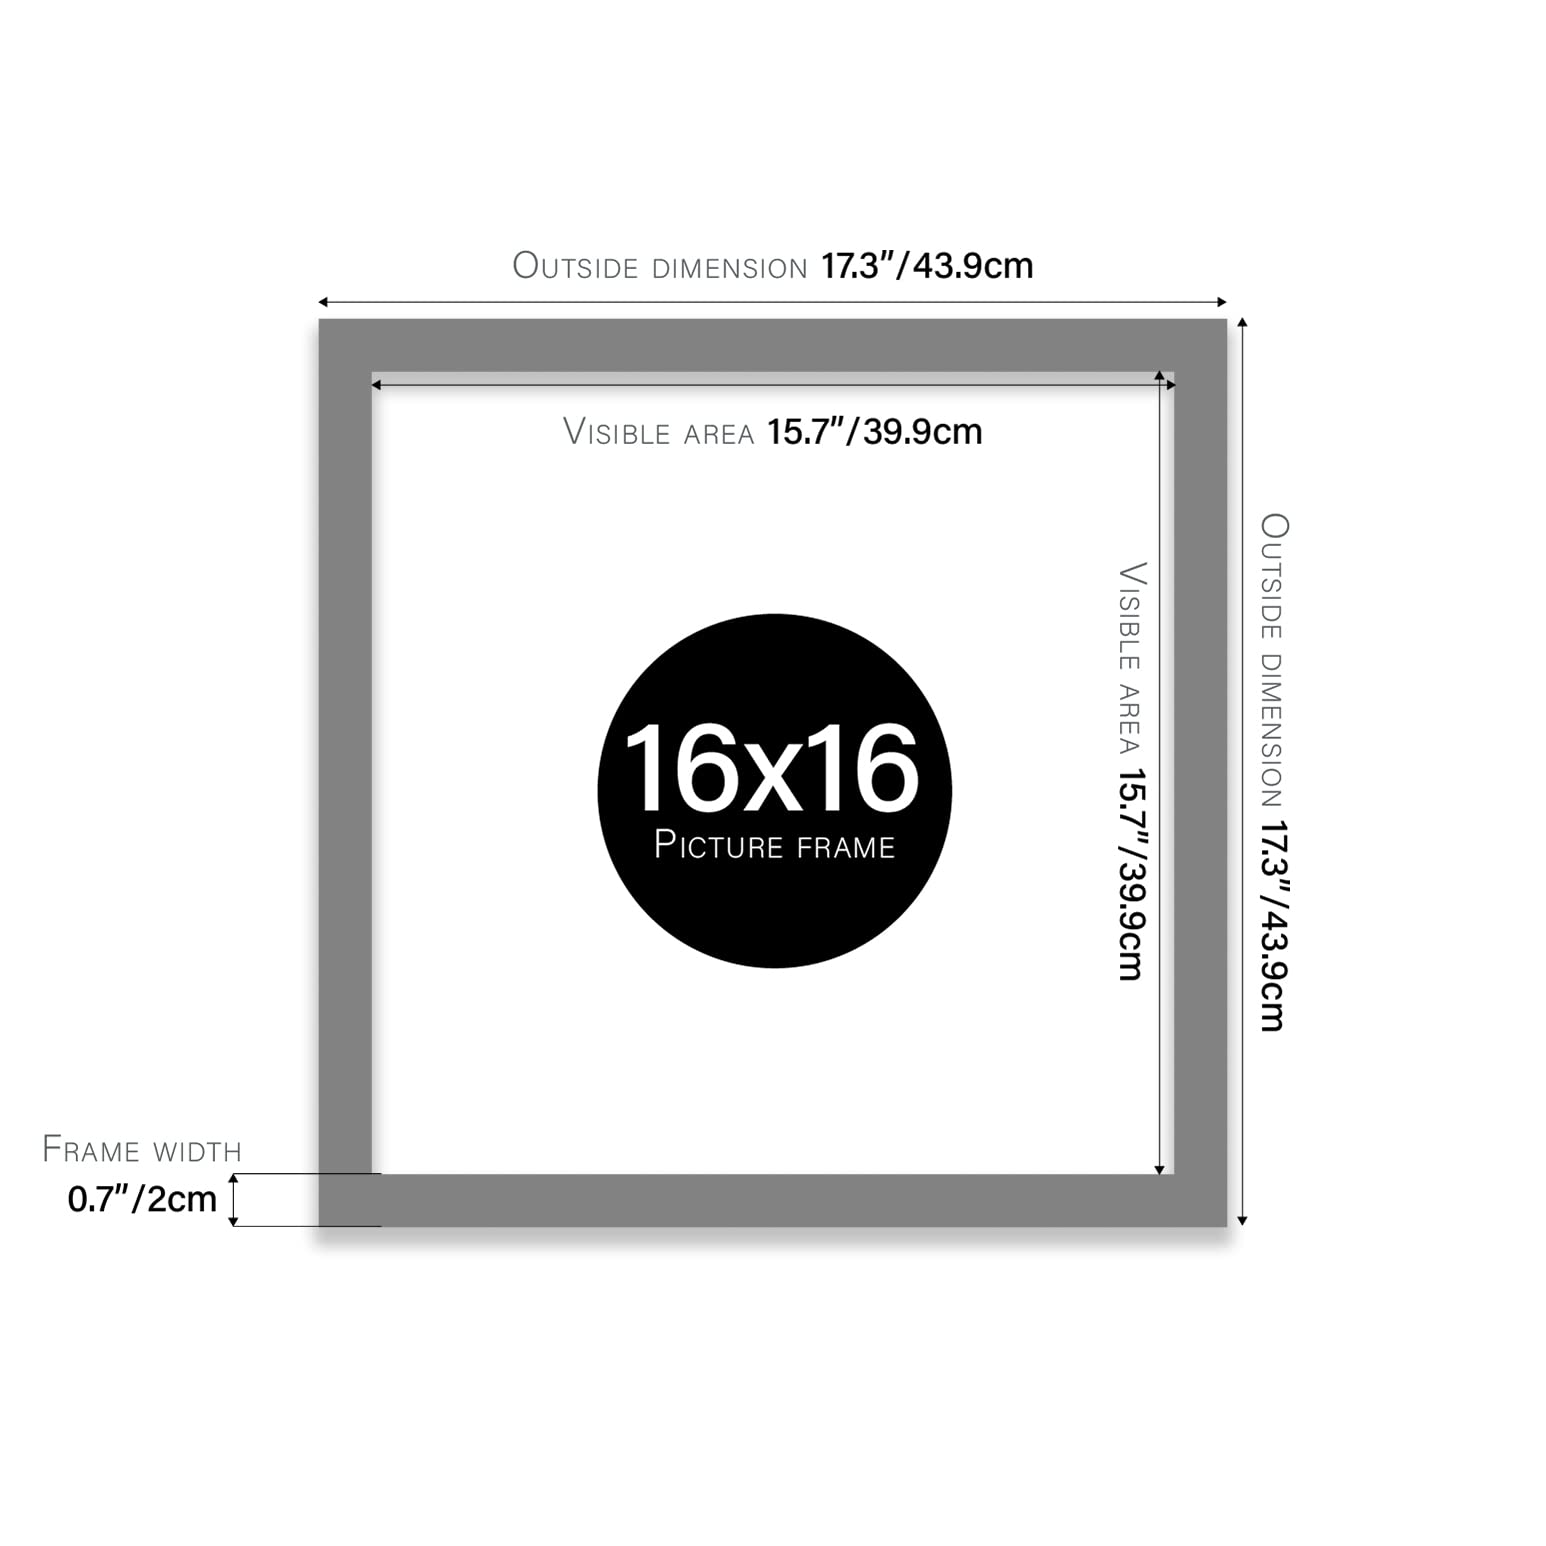 Outside dimension 17.3"/43.9cm
Visible area 15.7"/39.9cm
Visible area 15.7"/39.9cm
Outside dimension 17.3"/43.9cm
16x16
Picture frame
Frame width
0.7"/2cm